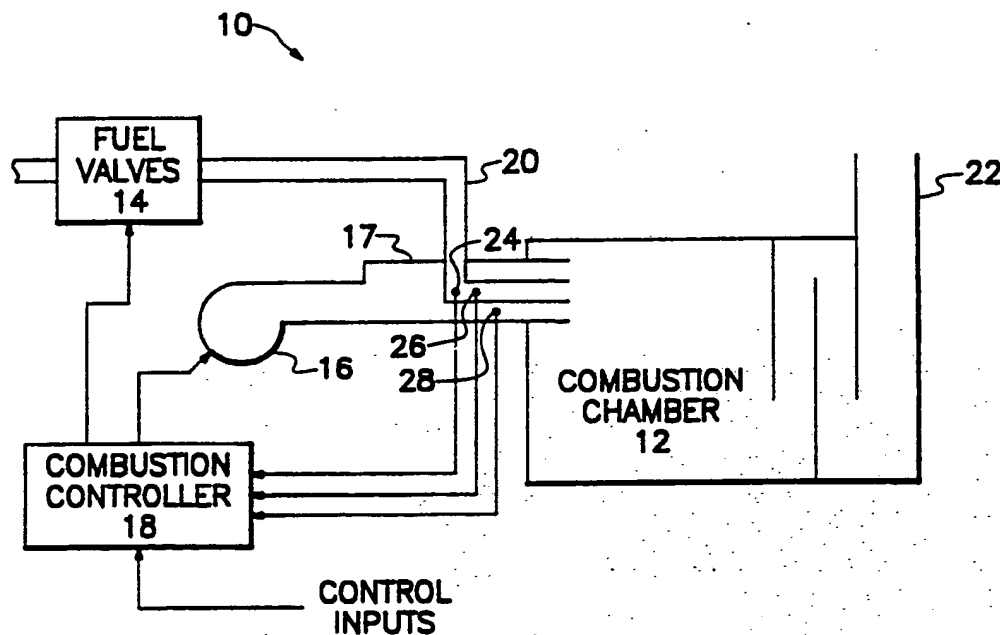 10
FUEL
VALVES
14
20
22
17
24
26
16
28
COMBUSTION
CHAMBER
12
COMBUSTION
CONTROLLER
18
CONTROL
INPUTS